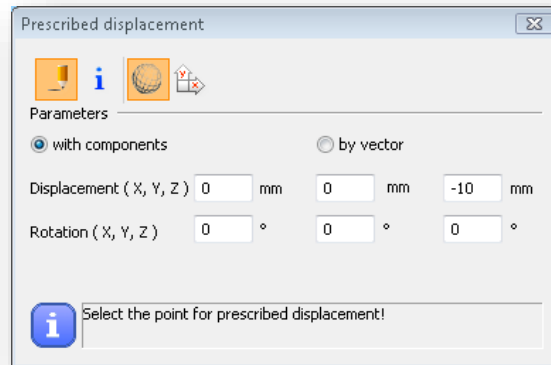 Prescribed displacement
i
y
x
Parameters
with components by vector
Displacement ( X, Y, Z ) 0 mm 0 mm -10 mm
Rotation ( X, Y, Z ) 0 ° 0 ° 0 °
i Select the point for prescribed displacement!